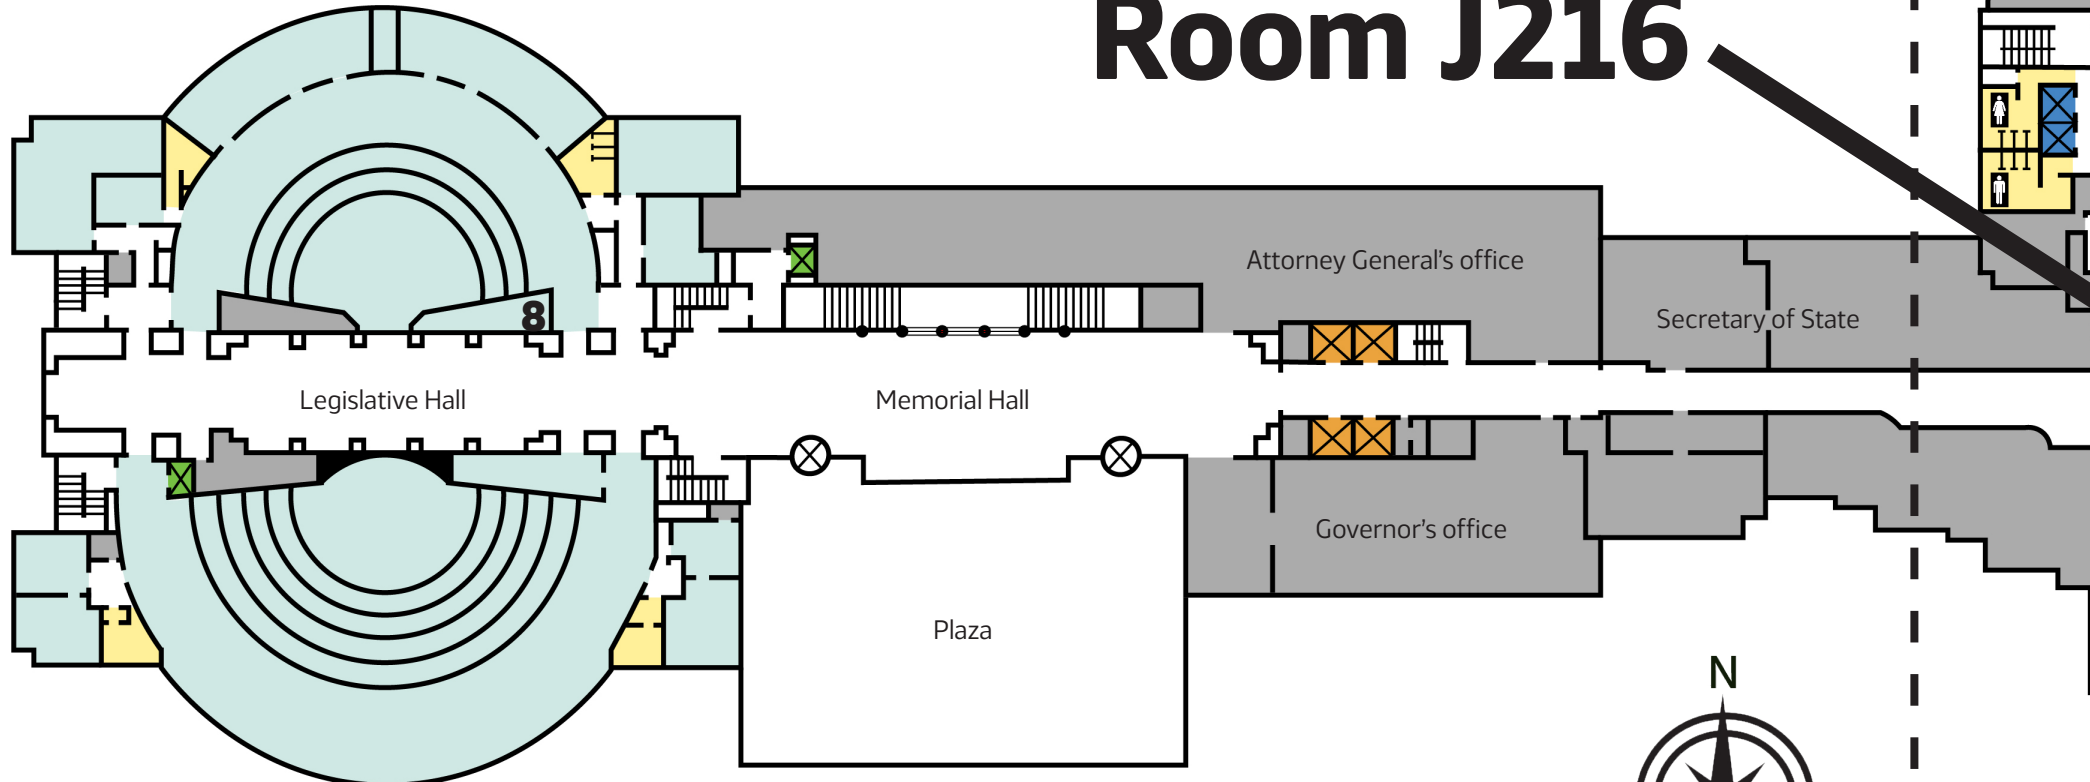 Room J216
Attorney General's office
Secretary of State
8
Legislative Hall
Memorial Hall
Governor's office
Plaza
N